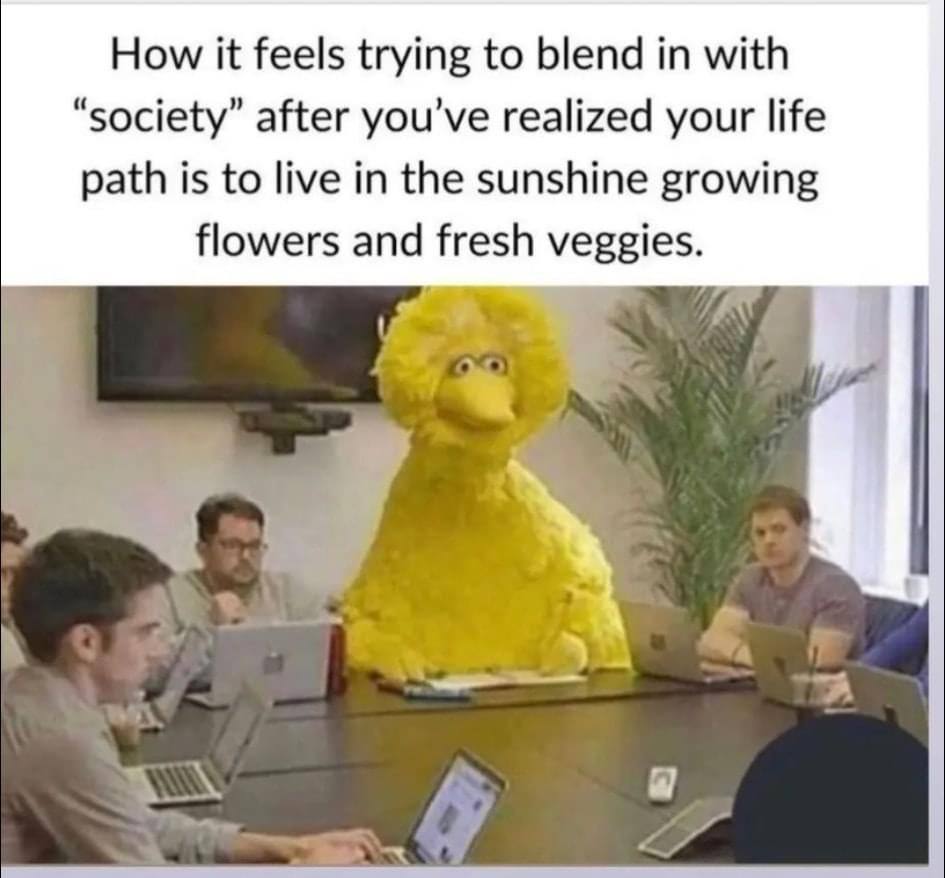 How it feels trying to blend in with
“society” after you’ve realized your life
path is to live in the sunshine growing
flowers and fresh veggies.